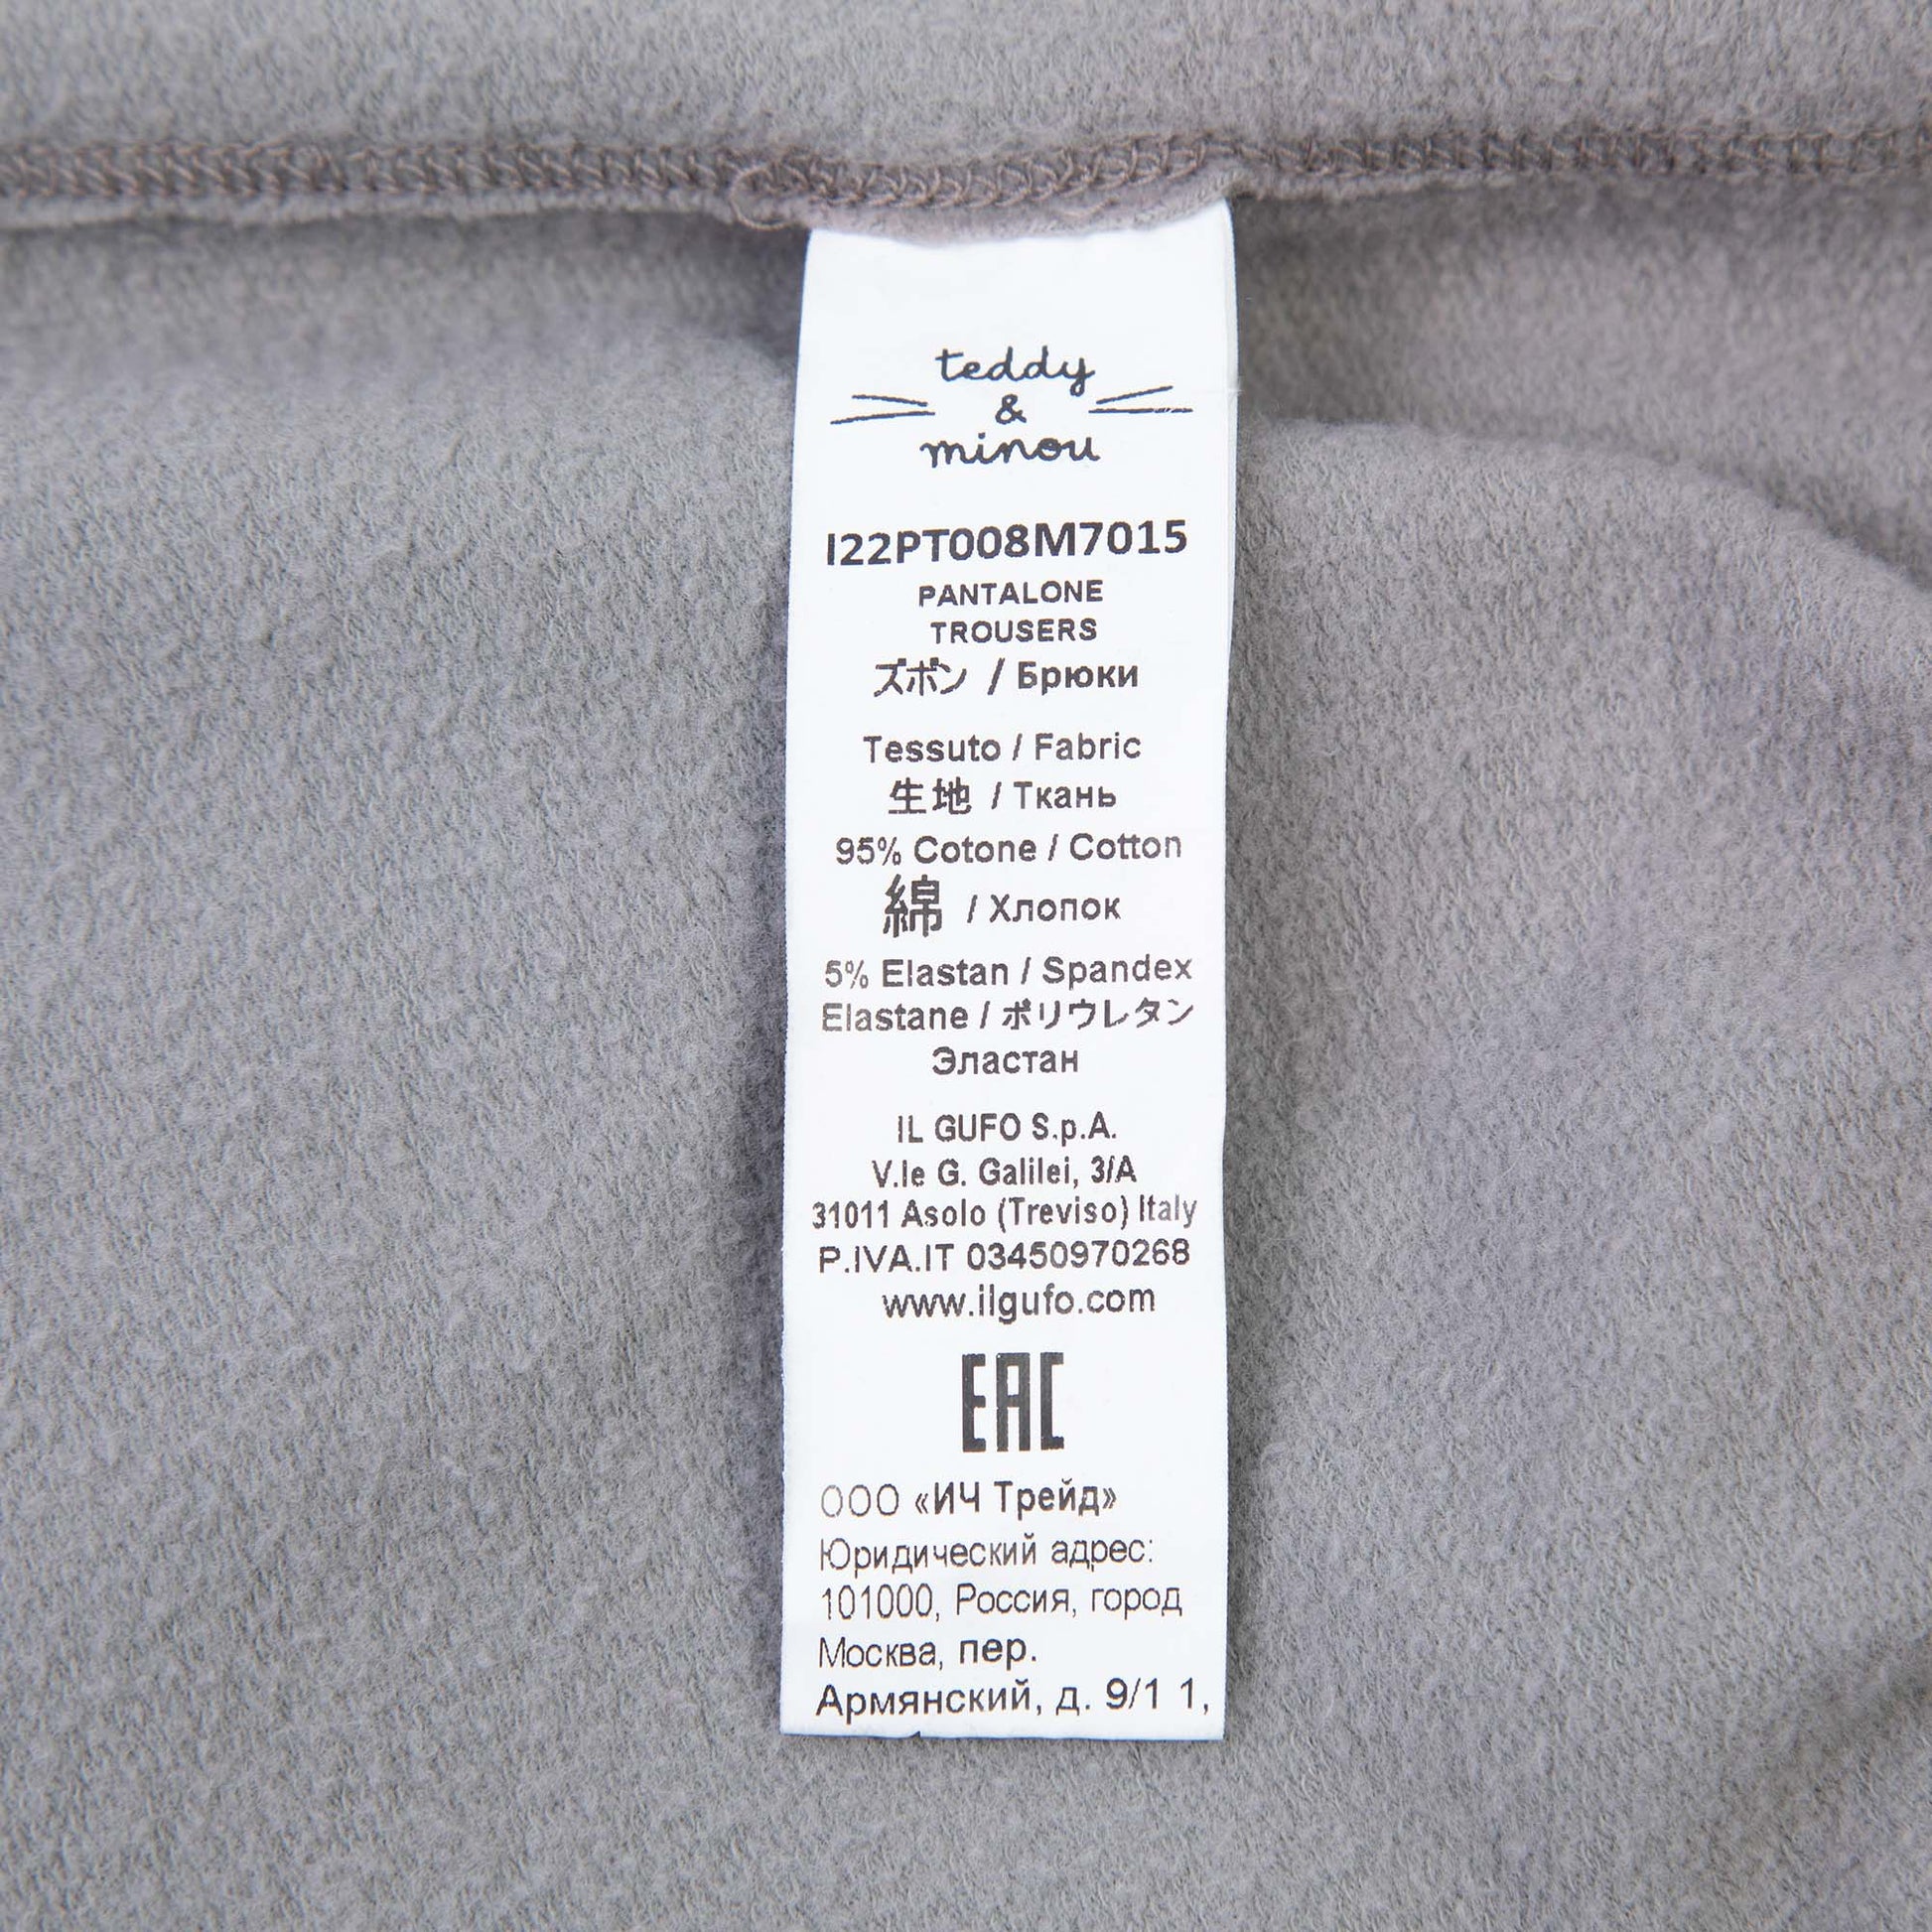 teddy
&
minou
I22PT008M7015
PANTALONE
TROUSERS
ズボン / Брюки
Tessuto / Fabric
生地 / Ткань
95% Cotone / Cotton
綿 / Хлопок
5% Elastan / Spandex
Elastane / ポリウレタン
Эластан
IL GUFO S.p.A.
V.le G. Galilei, 3/A
31011 Asolo (Treviso) Italy
P.IVA.IT 03450970268
www.ilgufo.com
EAC
ООО «ИЧ Трейд»
Юридический адрес:
101000, Россия, город
Москва, пер.
Армянский, д. 9/1 1,